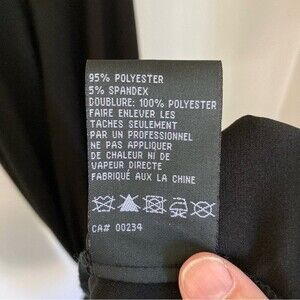 95% POLYESTER
5% SPANDEX
DOUBLURE: 100% POLYESTER
FAIRE ENLEVER LES
TACHES SEULEMENT
PAR UN PROFESSIONNEL
NE PAS APPLIQUER
DE CHALEUR NI DE
VAPEUR DIRECTE
FABRIQUÉ AUX LA CHINE
CA# 00234